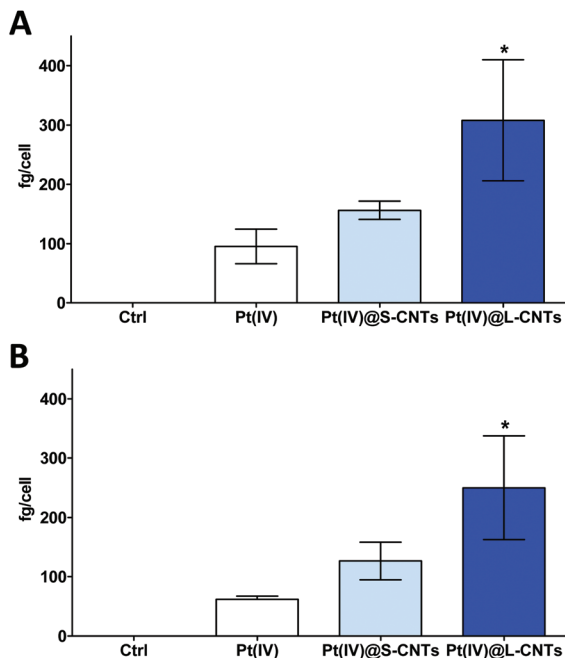 A
fg/cell
400
300
200
100
0
*
Ctrl Pt(IV) Pt(IV)@S-CNTs Pt(IV)@L-CNTs
B
fg/cell
400
300
200
100
0
*
Ctrl Pt(IV) Pt(IV)@S-CNTs Pt(IV)@L-CNTs